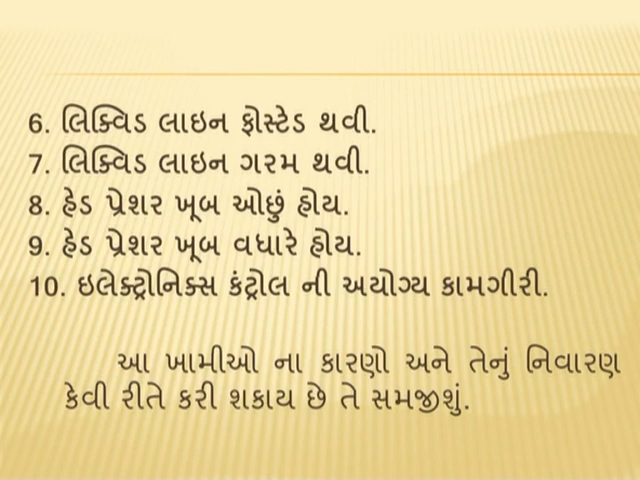 6. લિક્વિડ લાઇન ફ્રોસ્ટેડ થવી.
7. લિક્વિડ લાઇન ગરમ થવી.
8. હેડ પ્રેશર ખૂબ ઓછું હોય.
9. હેડ પ્રેશર ખૂબ વધારે હોય.
10. ઇલેક્ટ્રોનિક્સ કંટ્રોલ ની અયોગ્ય કામગીરી.
આ ખામીઓ ના કારણો અને તેનું નિવારણ
કેવી રીતે કરી શકાય છે તે સમજીશું.